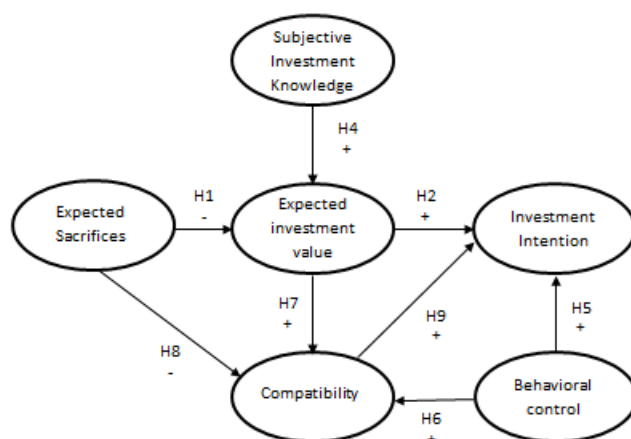 Subjective
Investment
Knowledge
H4
+
H1
-
H2
+
Expected
Sacrifices
Expected
investment
value
Investment
Intention
H7
+
H9
+
H5
+
H8
-
Compatibility
Behavioral
control
H6
+